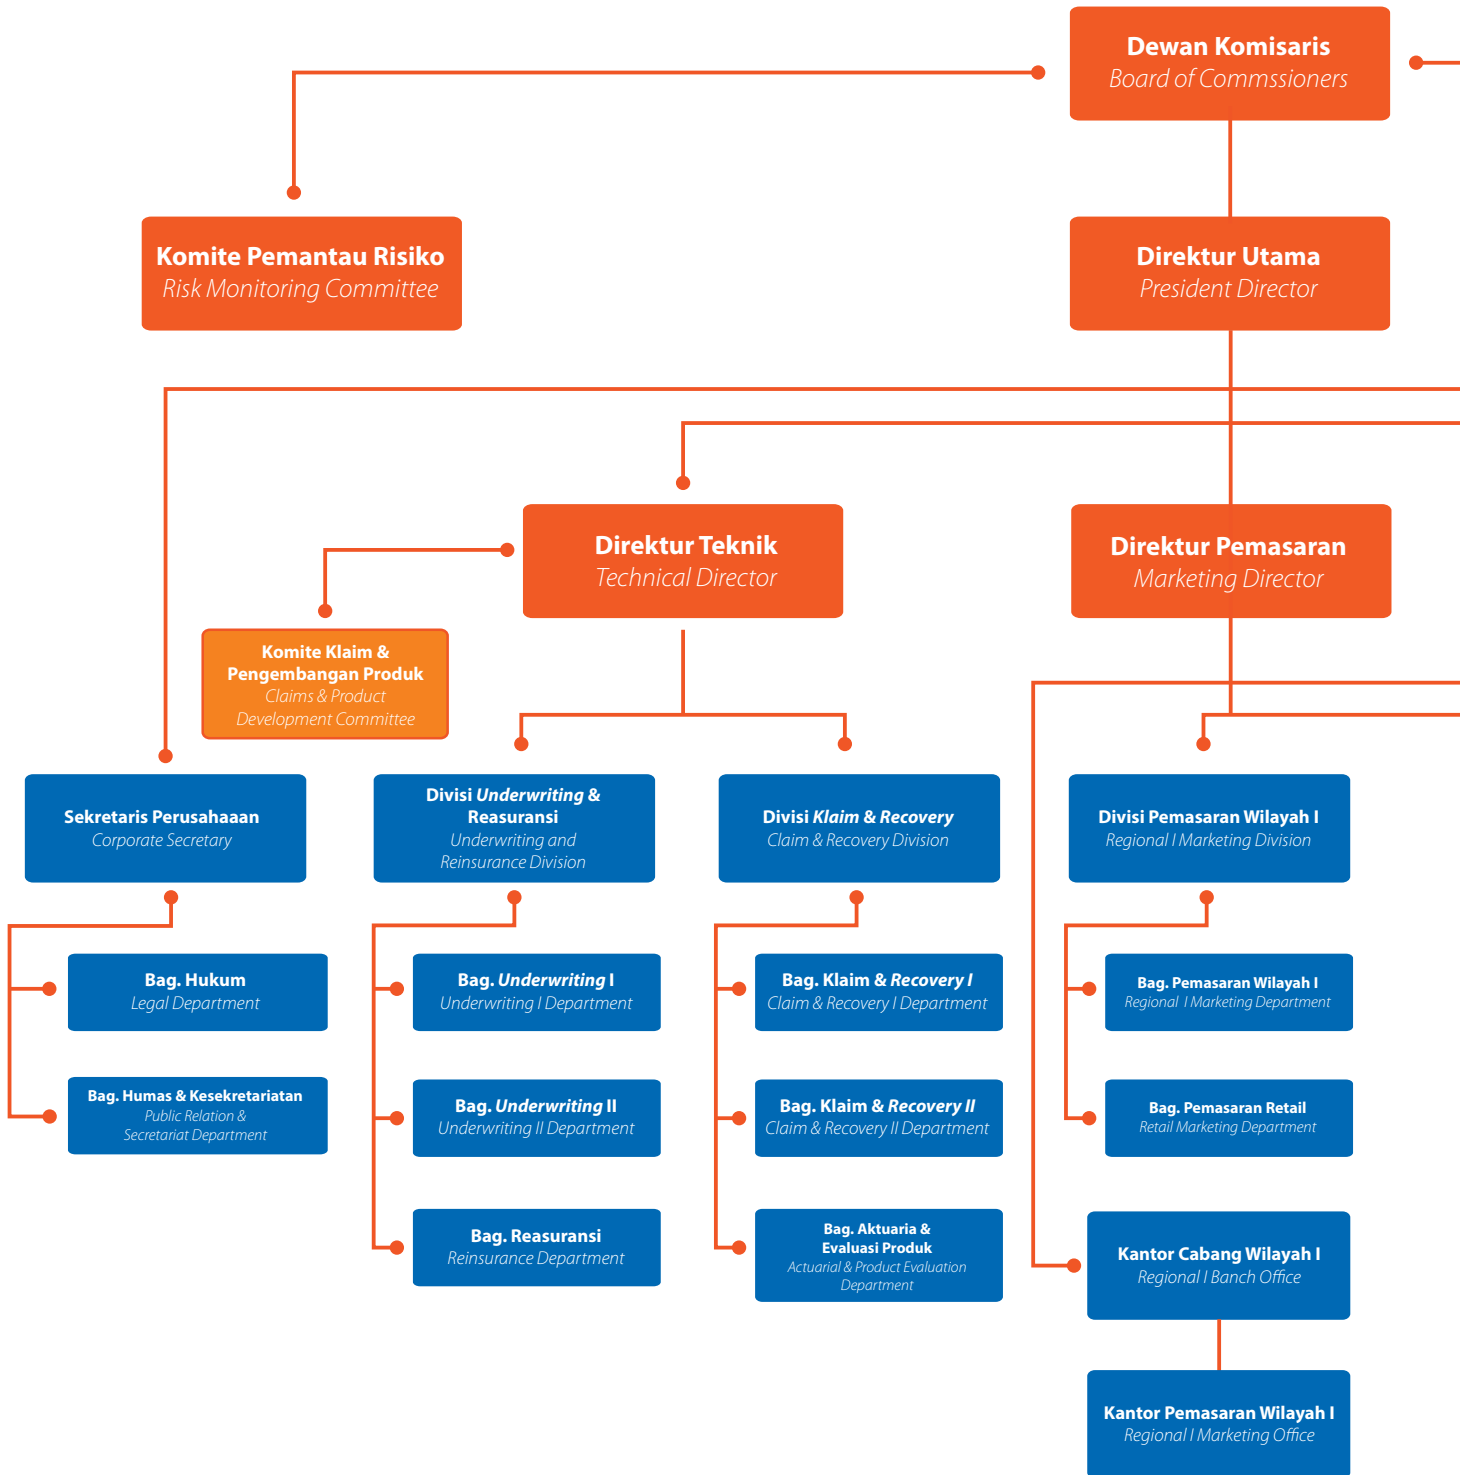 Dewan Komisaris
Board of Commssioners
Komite Pemantau Risiko
Risk Monitoring Committee
Direktur Utama
President Director
Direktur Teknik
Technical Director
Direktur Pemasaran
Marketing Director
Komite Klaim &
Pengembangan Produk
Claims & Product
Development Committee
Sekretaris Perusahaaan
Corporate Secretary
Divisi Underwriting &
Reasuransi
Underwriting and
Reinsurance Division
Divisi Klaim & Recovery
Claim & Recovery Division
Divisi Pemasaran Wilayah I
Regional I Marketing Division
Bag. Hukum
Legal Department
Bag. Underwriting I
Underwriting I Department
Bag. Klaim & Recovery I
Claim & Recovery I Department
Bag. Pemasaran Wilayah I
Regional I Marketing Department
Bag. Humas & Kesekretariatan
Public Relation &
Secretariat Department
Bag. Underwriting II
Underwriting II Department
Bag. Klaim & Recovery II
Claim & Recovery II Department
Bag. Pemasaran Retail
Retail Marketing Department
Bag. Reasuransi
Reinsurance Department
Bag. Aktuaria &
Evaluasi Produk
Actuarial & Product Evaluation
Department
Kantor Cabang Wilayah I
Regional I Banch Office
Kantor Pemasaran Wilayah I
Regional I Marketing Office